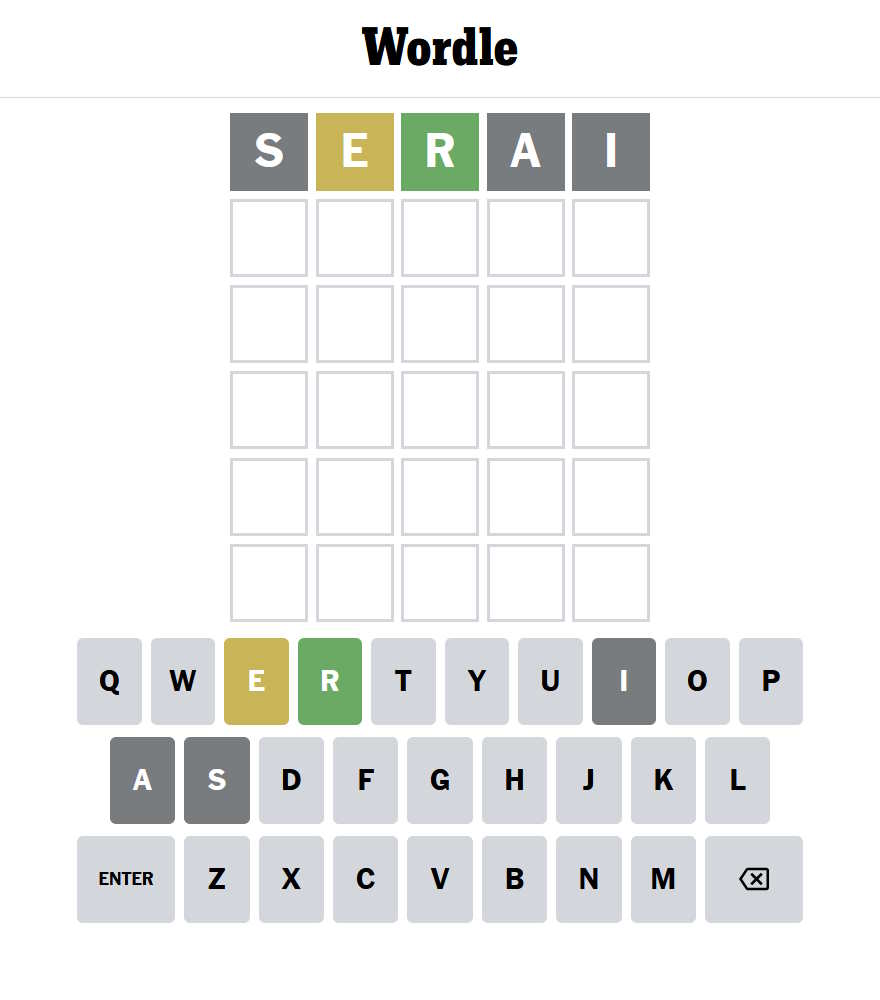 Wordle
S E R A I
Q W E R T Y U I O P
A S D F G H J K L
ENTER Z X C V B N M